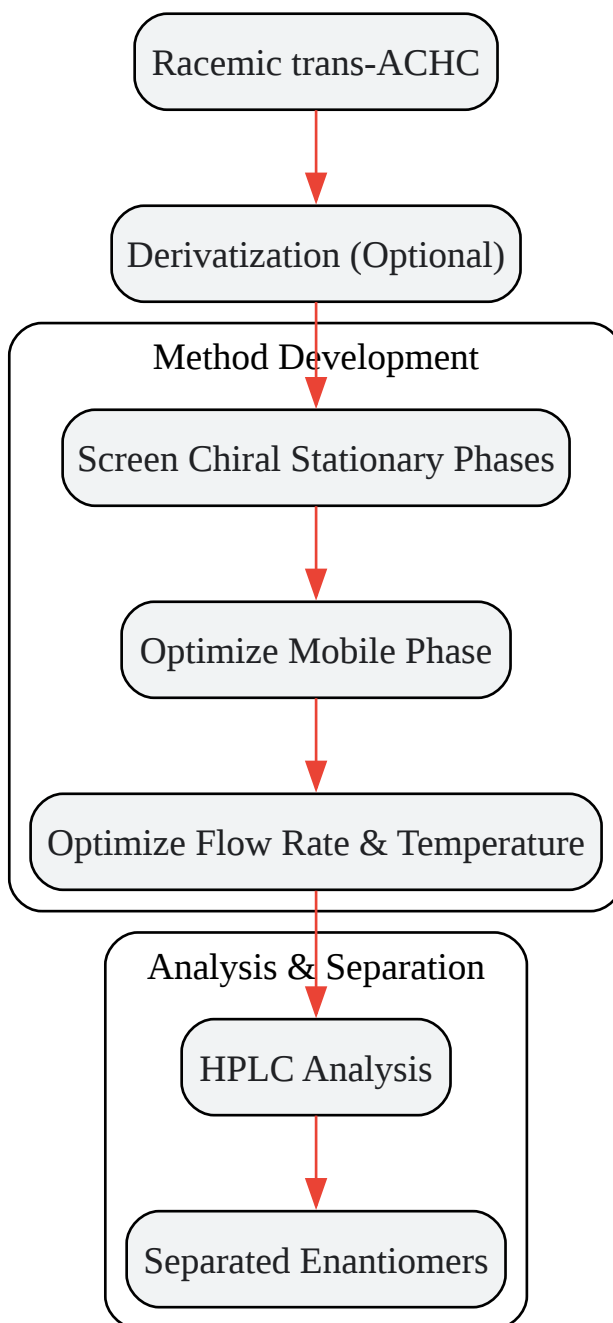 Racemic trans-ACHC
Derivatization (Optional)
Method Development
Screen Chiral Stationary Phases
Optimize Mobile Phase
Optimize Flow Rate & Temperature
Analysis & Separation
HPLC Analysis
Separated Enantiomers